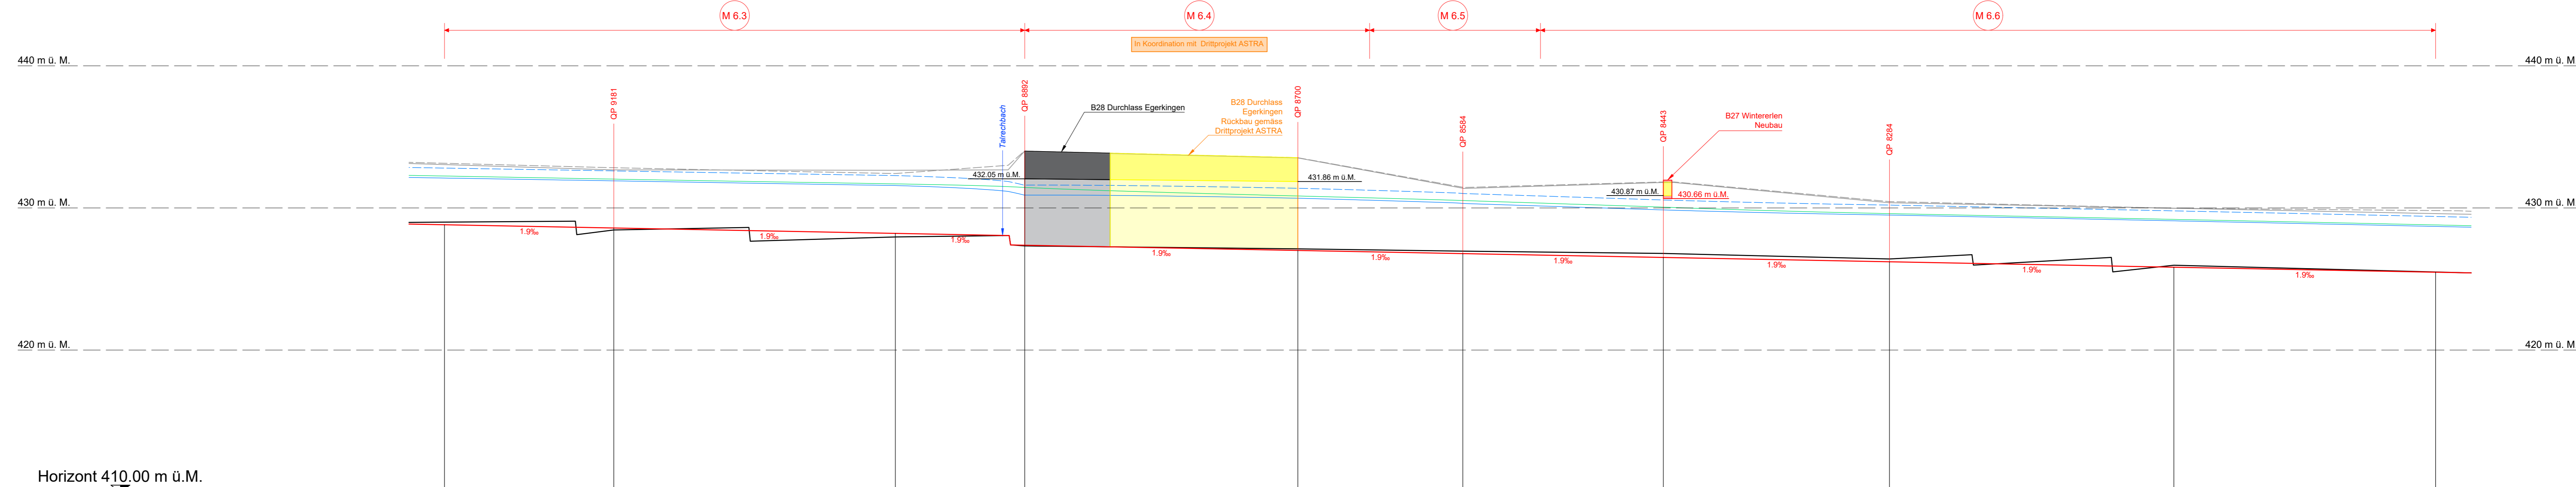 M 6.3
M 6.4
M 6.5
M 6.6
In Koordination mit Drittprojekt ASTRA
440 m ü. M.
440 m ü. M
QP 9181
Talrechbach
QP 8892
B28 Durchlass Egerkingen
B28 Durchlass
Egerkingen
Rückbau gemäss
Drittprojekt ASTRA
QP 8700
QP 8584
QP 8443
B27 Wintererlen
Neubau
QP 8284
432.05 m ü.M.
431.86 m ü.M.
430.87 m ü.M.
430.66 m ü.M.
430 m ü. M.
430 m ü. M
1.9‰
1.9‰
1.9‰
1.9‰
1.9‰
1.9‰
1.9‰
1.9‰
1.9‰
420 m ü. M.
420 m ü. M
Horizont 410.00 m ü.M.